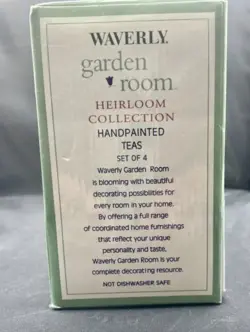 WAVERLY
garden
room
HEIRLOOM
COLLECTION
HANDPAINTED
TEAS
SET OF 4
Waverly Garden Room
is blooming with beautiful
decorating possibilities for
every room in your home.
By offering a full range
of coordinated home furnishings
that reflect your unique
personality and taste,
Waverly Garden Room is your
complete decorating resource.
NOT DISHWASHER SAFE